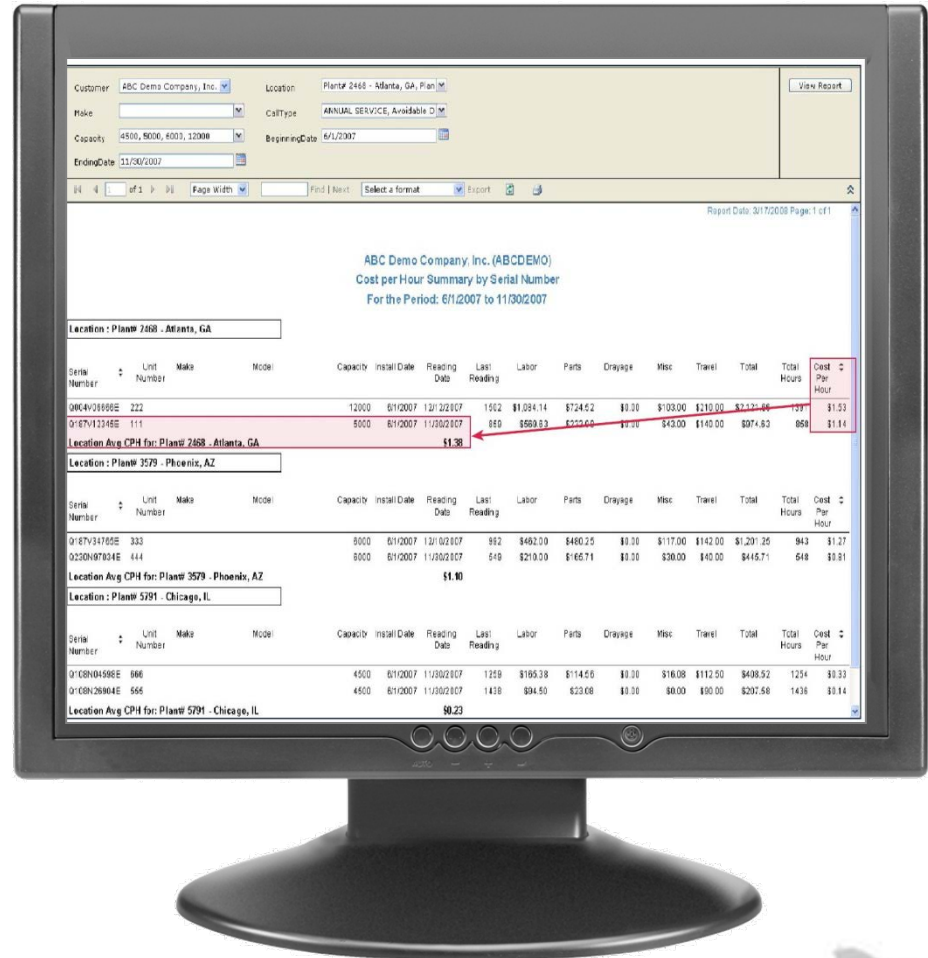 Customer ABC Demo Company, Inc. Location Plant# 2468 - Atlanta, GA, Plan View Report
Make CallType ANNUAL SERVICE, Avoidable D
Capacity 4500, 5000, 6000, 12000 BeginningDate 6/1/2007
EndingDate 11/30/2007
1 of 1 Page Width Find | Next Select a format Export
Report Date: 3/17/2008 Page: 1 of 1
ABC Demo Company, Inc. (ABCDEMO)
Cost per Hour Summary by Serial Number
For the Period: 6/1/2007 to 11/30/2007
Location : Plant# 2468 - Atlanta, GA
Serial Number Unit Number Make Model Capacity Install Date Reading Date Last Reading Labor Parts Drayage Misc Travel Total Total Hours Cost Per Hour
222 12000 6/1/2007 12/12/2007 1502 $1,084.14 $724.52 $0.00 $103.00 $210.00 $1.53
Q187V12345E 111 5000 6/1/2007 11/30/2007 859 $0.00 $43.00 $140.00 $974.63 858 $1.14
Location Avg CPH for: Plant# 2468 - Atlanta, GA $1.38
Location : Plant# 3579 - Phoenix, AZ
Serial Number Unit Number Make Model Capacity Install Date Reading Date Last Reading Labor Parts Drayage Misc Travel Total Total Hours Cost Per Hour
Q187V34765E 333 6000 6/1/2007 12/10/2007 992 $462.00 $480.25 $0.00 $117.00 $142.00 $1,201.25 943 $1.27
Q230N97834E 444 6000 6/1/2007 11/30/2007 549 $210.00 $165.71 $0.00 $30.00 $40.00 $445.71 548 $0.81
Location Avg CPH for: Plant# 3579 - Phoenix, AZ $1.10
Location : Plant# 5791 - Chicago, IL
Serial Number Unit Number Make Model Capacity Install Date Reading Date Last Reading Labor Parts Drayage Misc Travel Total Total Hours Cost Per Hour
Q108N04598E 666 4500 6/1/2007 11/30/2007 1259 $165.38 $114.56 $0.00 $16.08 $112.50 $408.52 1254 $0.33
Q108N26904E 4500 6/1/2007 11/30/2007 1438 $94.50 $23.08 $0.00 $0.00 $90.00 $207.58 1436 $0.14
Location Avg CPH for: Plant# 5791 - Chicago, IL $0.23